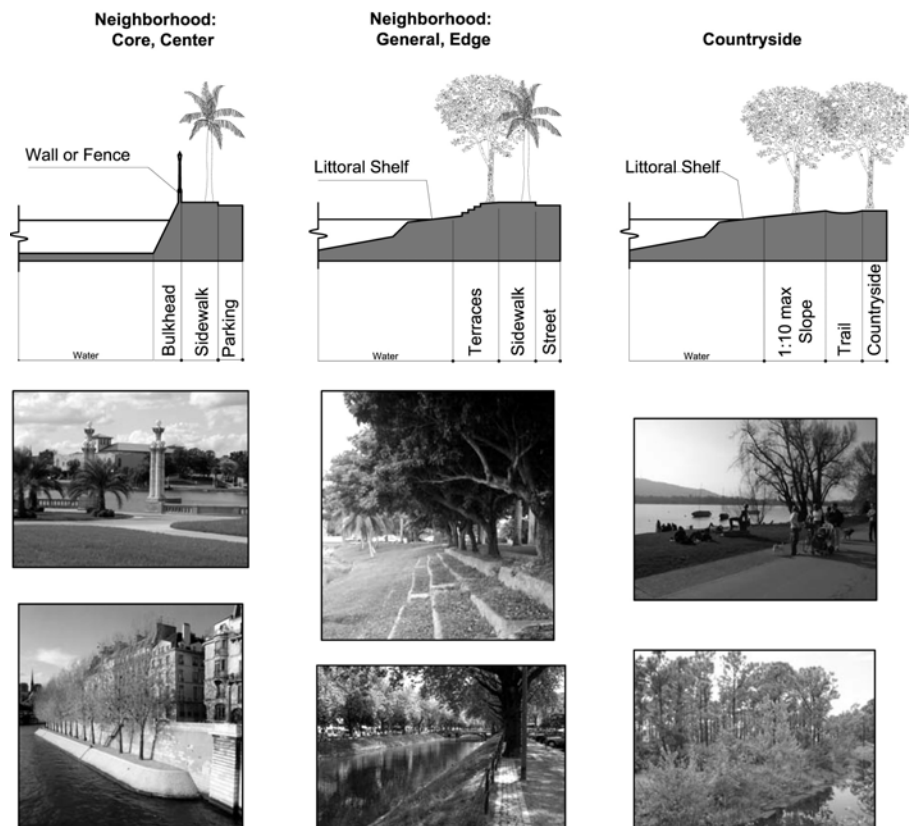 Neighborhood:
Core, Center
Wall or Fence
Water
Bulkhead
Sidewalk
Parking
Neighborhood:
General, Edge
Littoral Shelf
Water
Terraces
Sidewalk
Street
Countryside
Littoral Shelf
Water
1:10 max
Slope
Trail
Countryside